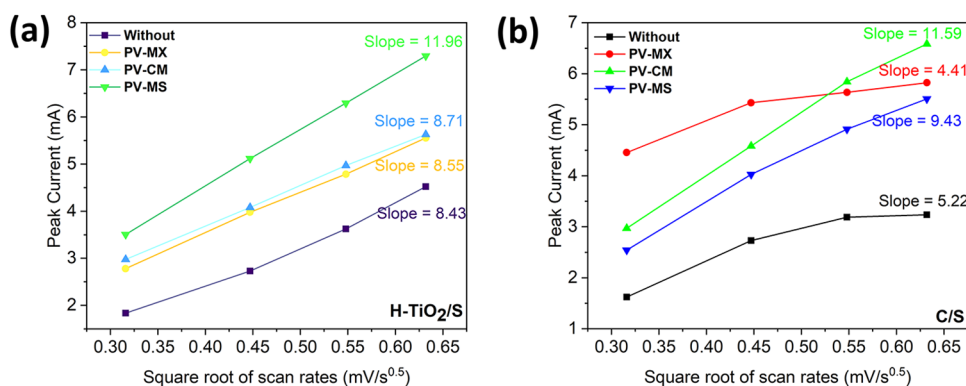 (a)
Without
PV-MX
PV-CM
PV-MS
Slope = 11.96
Slope = 8.71
Slope = 8.55
Slope = 8.43
H-TiO2/S
Peak Current (mA)
8
7
6
5
4
3
2
0.30 0.35 0.40 0.45 0.50 0.55 0.60 0.65
Square root of scan rates (mV/s^0.5)
(b)
Without
PV-MX
PV-CM
PV-MS
Slope = 11.59
Slope = 4.41
Slope = 9.43
Slope = 5.22
C/S
Peak Current (mA)
7
6
5
4
3
2
1
0.30 0.35 0.40 0.45 0.50 0.55 0.60 0.65
Square root of scan rates (mV/s^0.5)